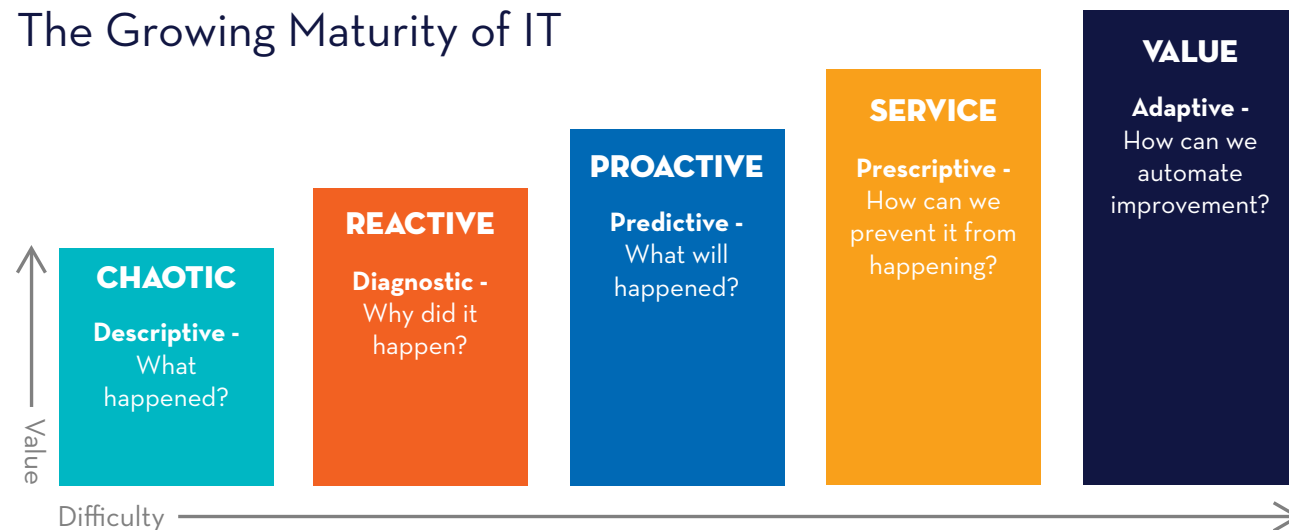 The Growing Maturity of IT
CHAOTIC
Descriptive -
What
happened?
REACTIVE
Diagnostic -
Why did it
happen?
PROACTIVE
Predictive -
What will
happened?
SERVICE
Prescriptive -
How can we
prevent it from
happening?
VALUE
Adaptive -
How can we
automate
improvement?
Value
Difficulty